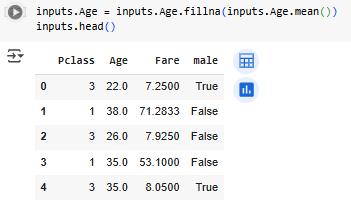 inputs.Age = inputs.Age.fillna(inputs.Age.mean())
inputs.head()
Pclass Age Fare male
0 3 22.0 7.2500 True
1 1 38.0 71.2833 False
2 3 26.0 7.9250 False
3 1 35.0 53.1000 False
4 3 35.0 8.0500 True